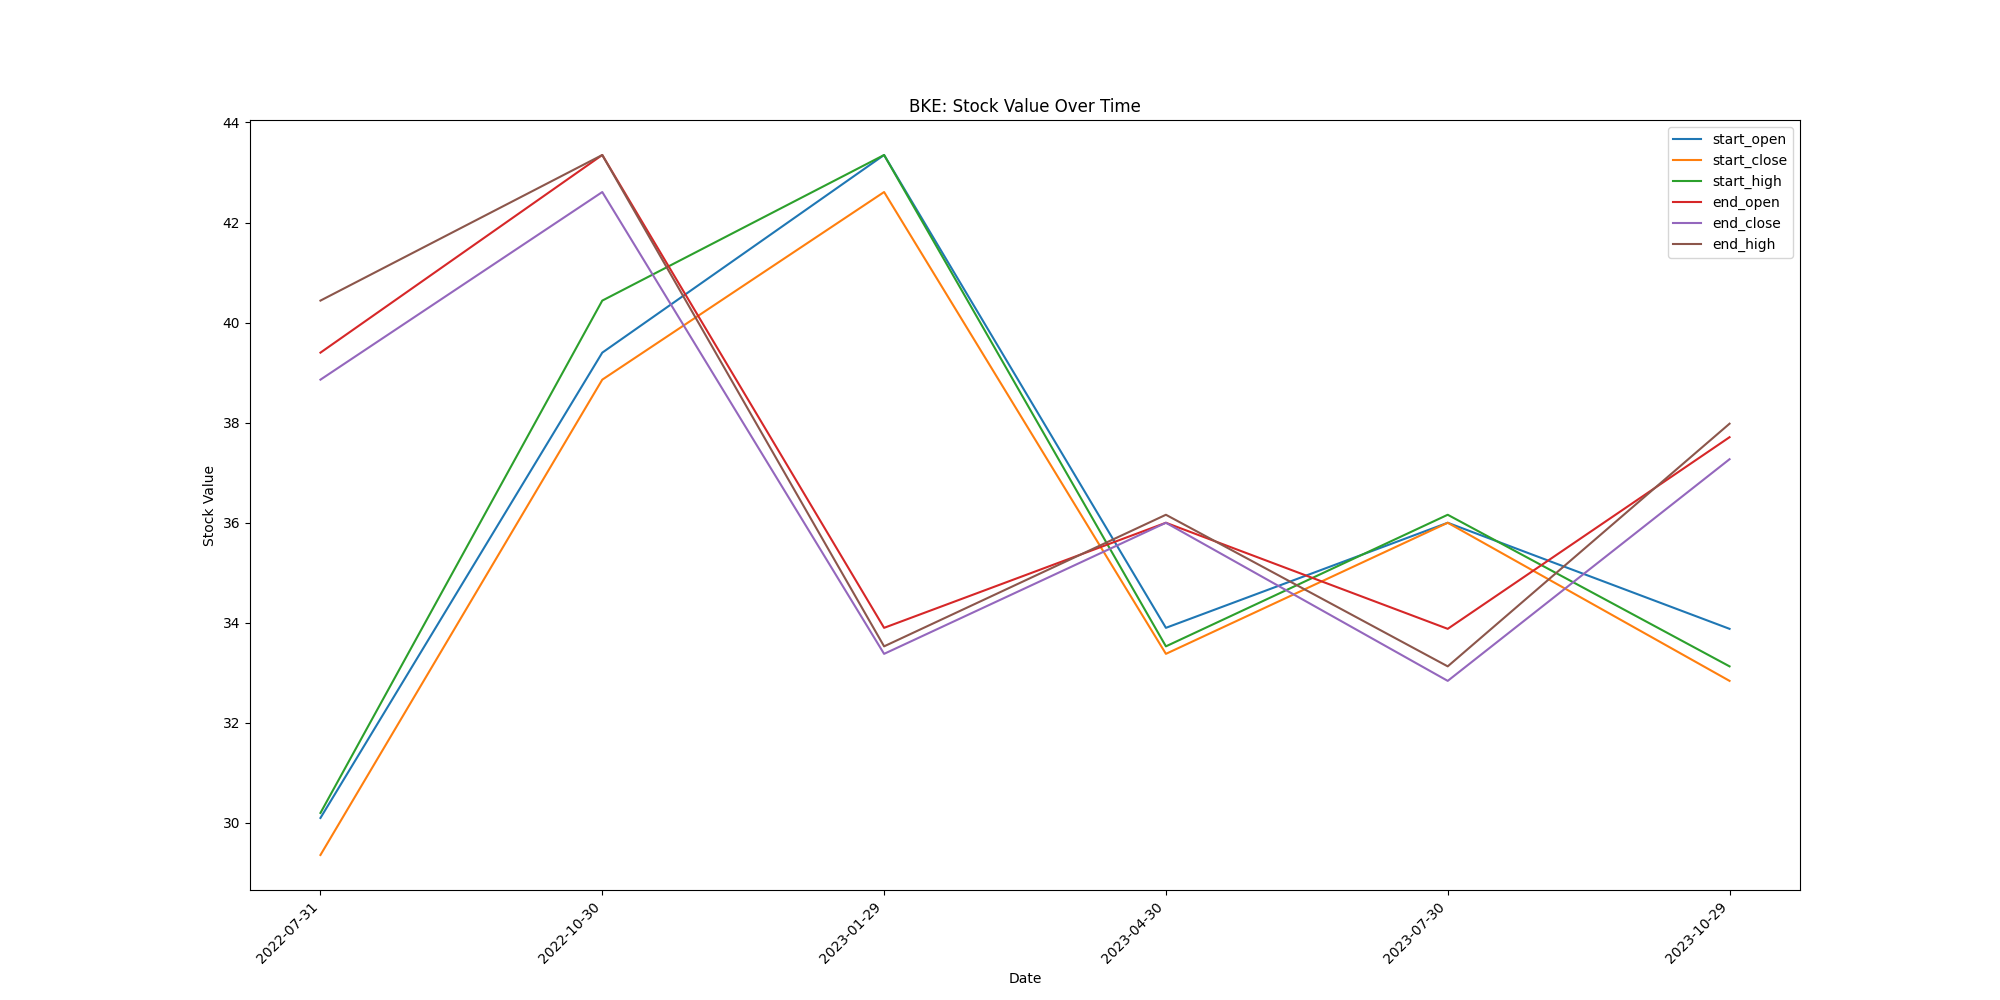 BKE: Stock Value Over Time
44
42
40
38
36
34
32
30
Stock Value
start_open
start_close
start_high
end_open
end_close
end_high
2022-07-31
2022-10-30
2023-01-29
2023-04-30
2023-07-30
2023-10-29
Date